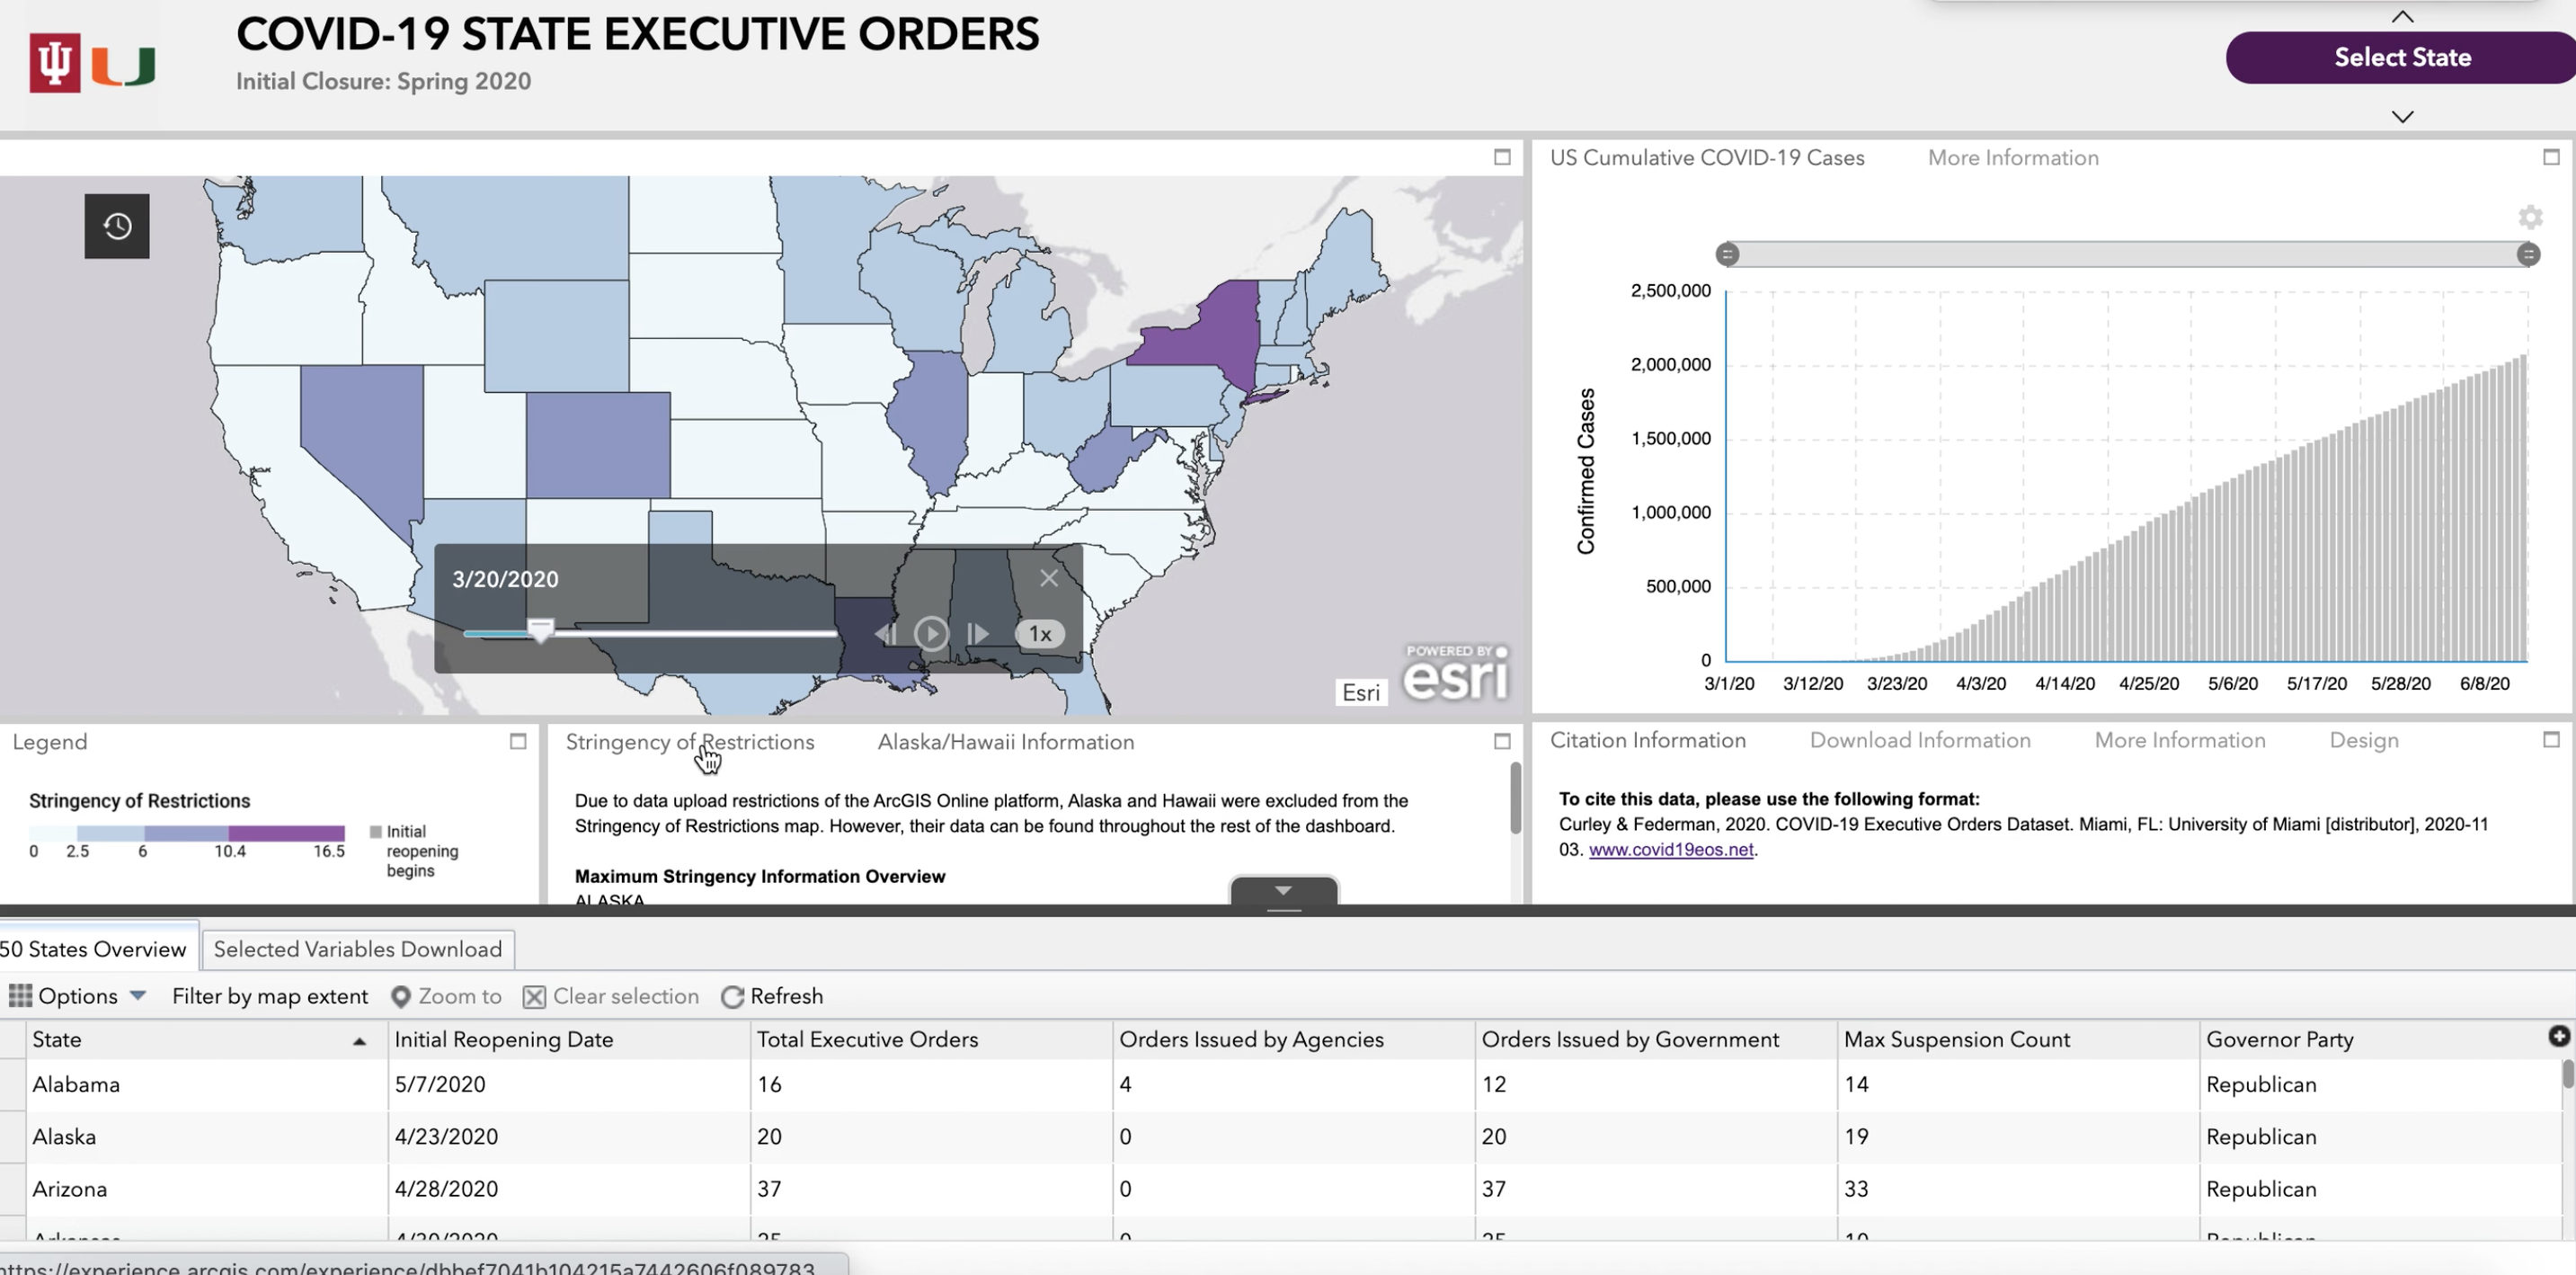 COVID-19 STATE EXECUTIVE ORDERS
Initial Closure: Spring 2020
Select State
US Cumulative COVID-19 Cases More Information
2,500,000
2,000,000
1,500,000
1,000,000
500,000
0
Confirmed Cases
3/1/20 3/12/20 3/23/20 4/3/20 4/14/20 4/25/20 5/6/20 5/17/20 5/28/20 6/8/20
3/20/2020
1x
POWERED BY
esri
Esri
Legend
Stringency of Restrictions
0 2.5 6 10.4 16.5
Initial
reopening
begins
Stringency of Restrictions Alaska/Hawaii Information
Due to data upload restrictions of the ArcGIS Online platform, Alaska and Hawaii were excluded from the
Stringency of Restrictions map. However, their data can be found throughout the rest of the dashboard.
Maximum Stringency Information Overview
ALASKA
Citation Information Download Information More Information Design
To cite this data, please use the following format:
Curley & Federman, 2020. COVID-19 Executive Orders Dataset. Miami, FL: University of Miami [distributor], 2020-11
03. www.covid19eos.net.
50 States Overview Selected Variables Download
Options Filter by map extent Zoom to Clear selection Refresh
State Initial Reopening Date Total Executive Orders Orders Issued by Agencies Orders Issued by Government Max Suspension Count Governor Party
Alabama 5/7/2020 16 4 12 14 Republican
Alaska 4/23/2020 20 0 20 19 Republican
Arizona 4/28/2020 37 0 37 33 Republican
Arkansas 4/30/2020 25 0 25 10 Republican
https://experience.arcgis.com/experience/dbbef7041b104215a7442606f089783